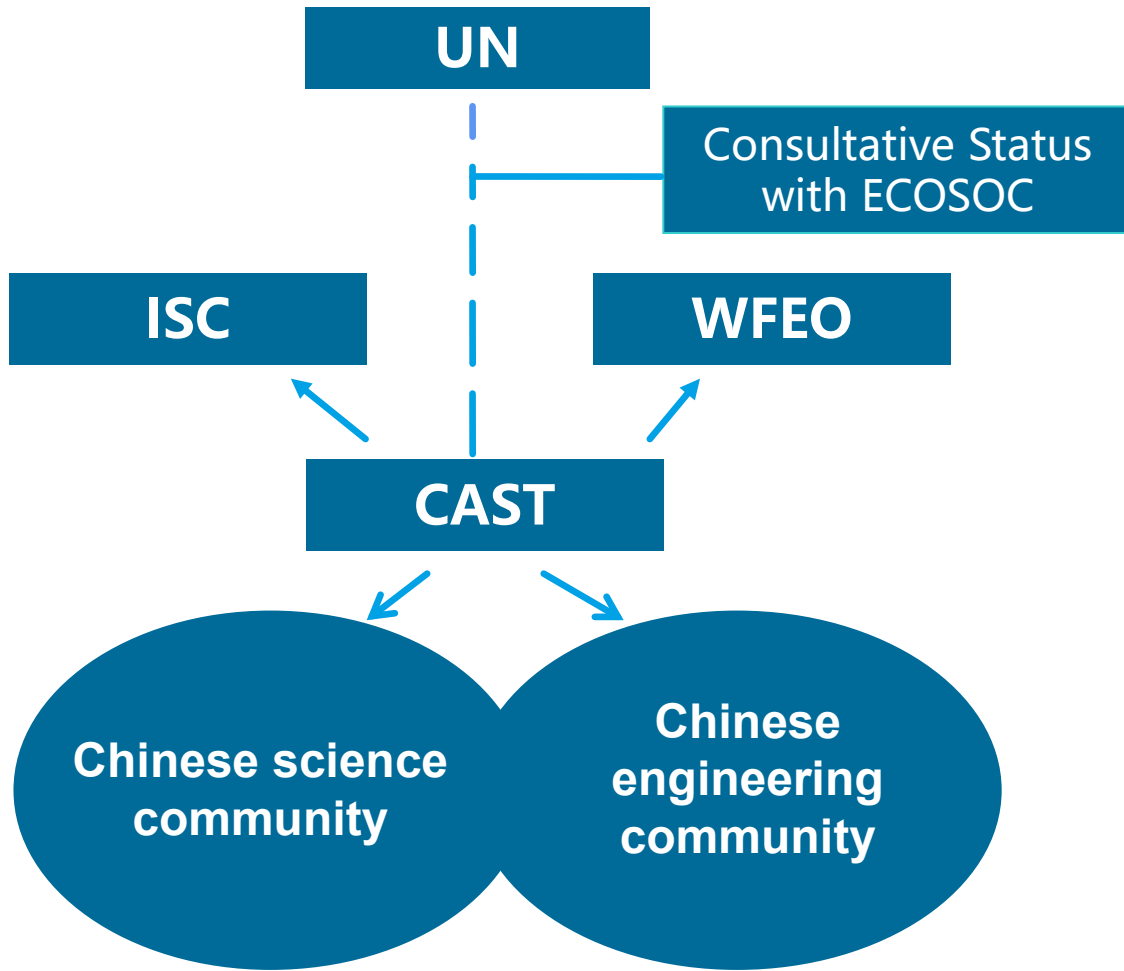 UN
Consultative Status
with ECOSOC
ISC
WFEO
CAST
Chinese science
community
Chinese
engineering
community